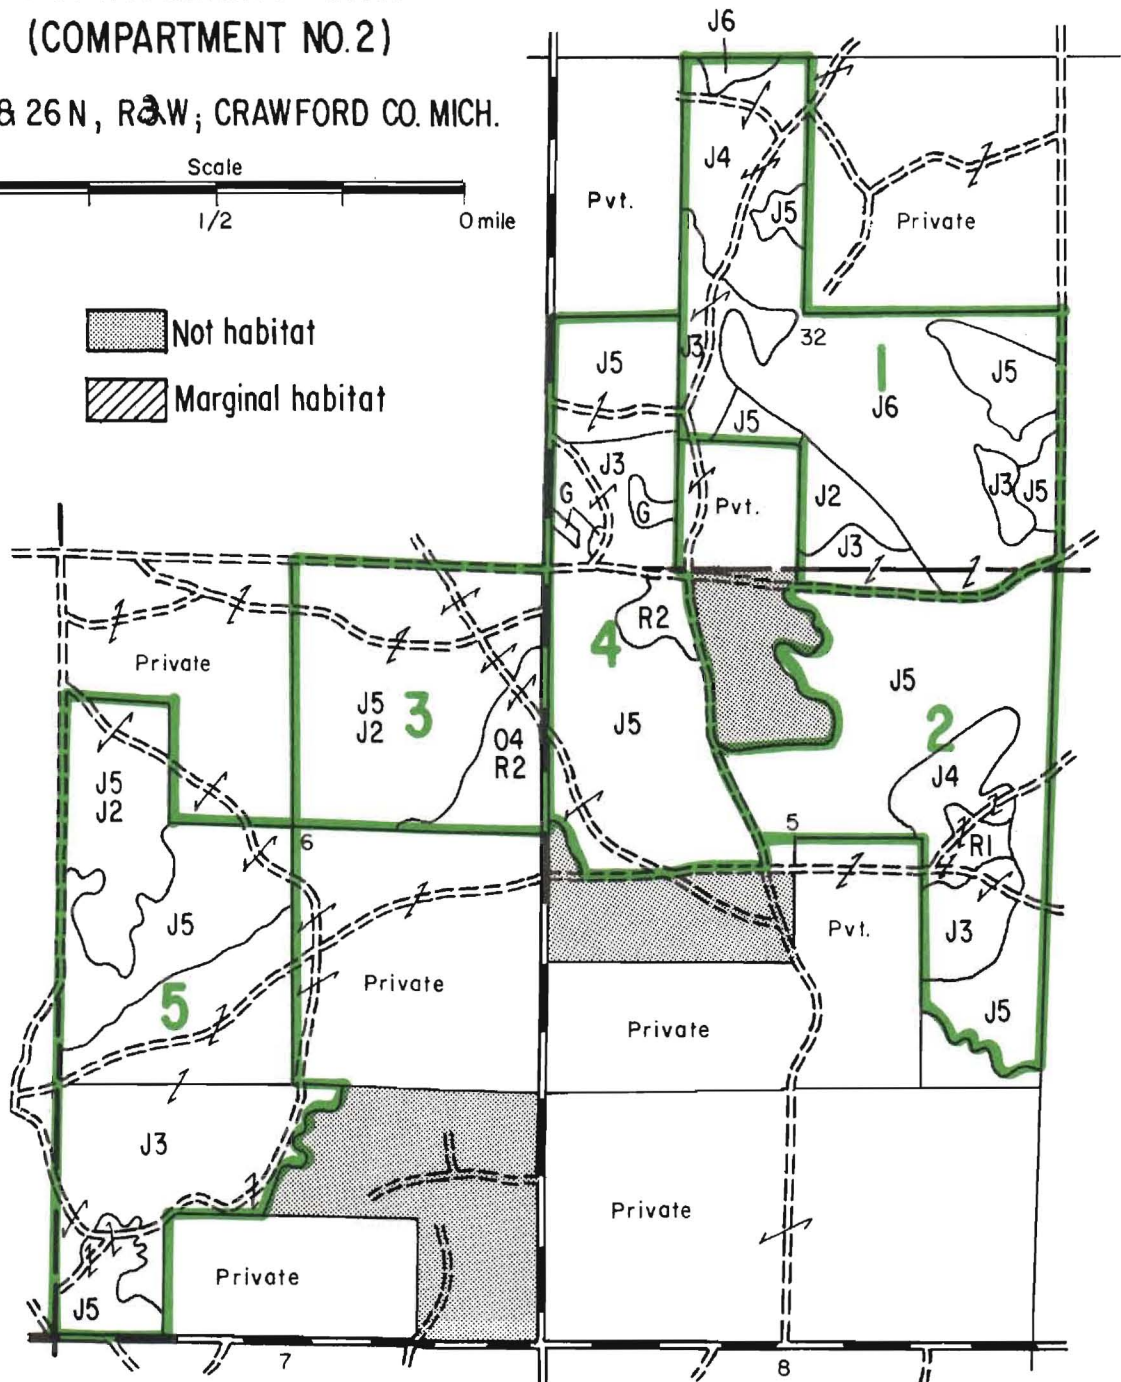 (COMPARTMENT NO. 2)
& 26 N, R3W; CRAWFORD CO. MICH.
Scale
1/2
0 mile
Not habitat
Marginal habitat
J6
J4
J5
Pvt.
Private
J5
J3
32
1
J6
J5
J5
J3
G
G
Pvt.
J2
J3
J3
J5
R2
4
J5
Private
J5
J2
3
04
R2
J5
2
J4
R1
J5
J2
6
5
J5
Pvt.
J3
5
Private
Private
J5
J3
Private
Private
J5
7
8